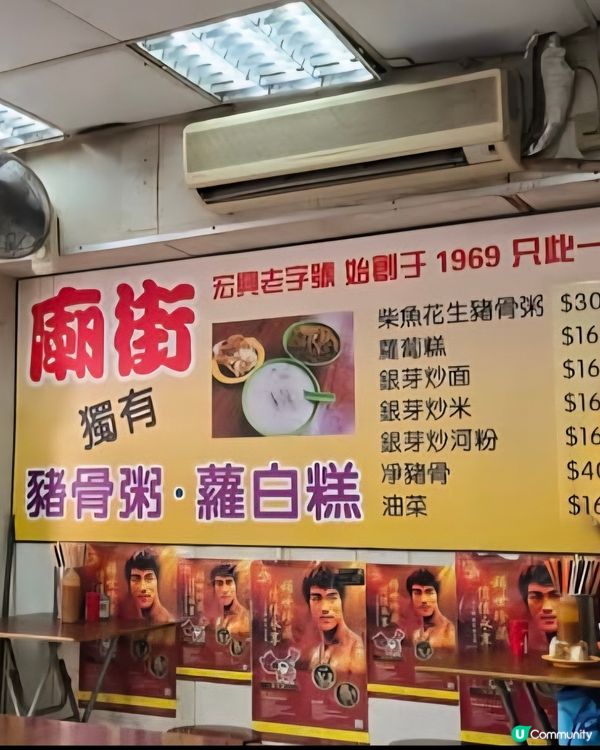 宏興老字號 始創于 1969 只此一
廟街
獨有
豬骨粥·蘿白糕
柴魚花生豬骨粥 $30
蘿蔔糕 $16
銀芽炒面 $16
銀芽炒米 $16
銀芽炒河粉 $16
凈豬骨 $40
油菜 $16
U Community